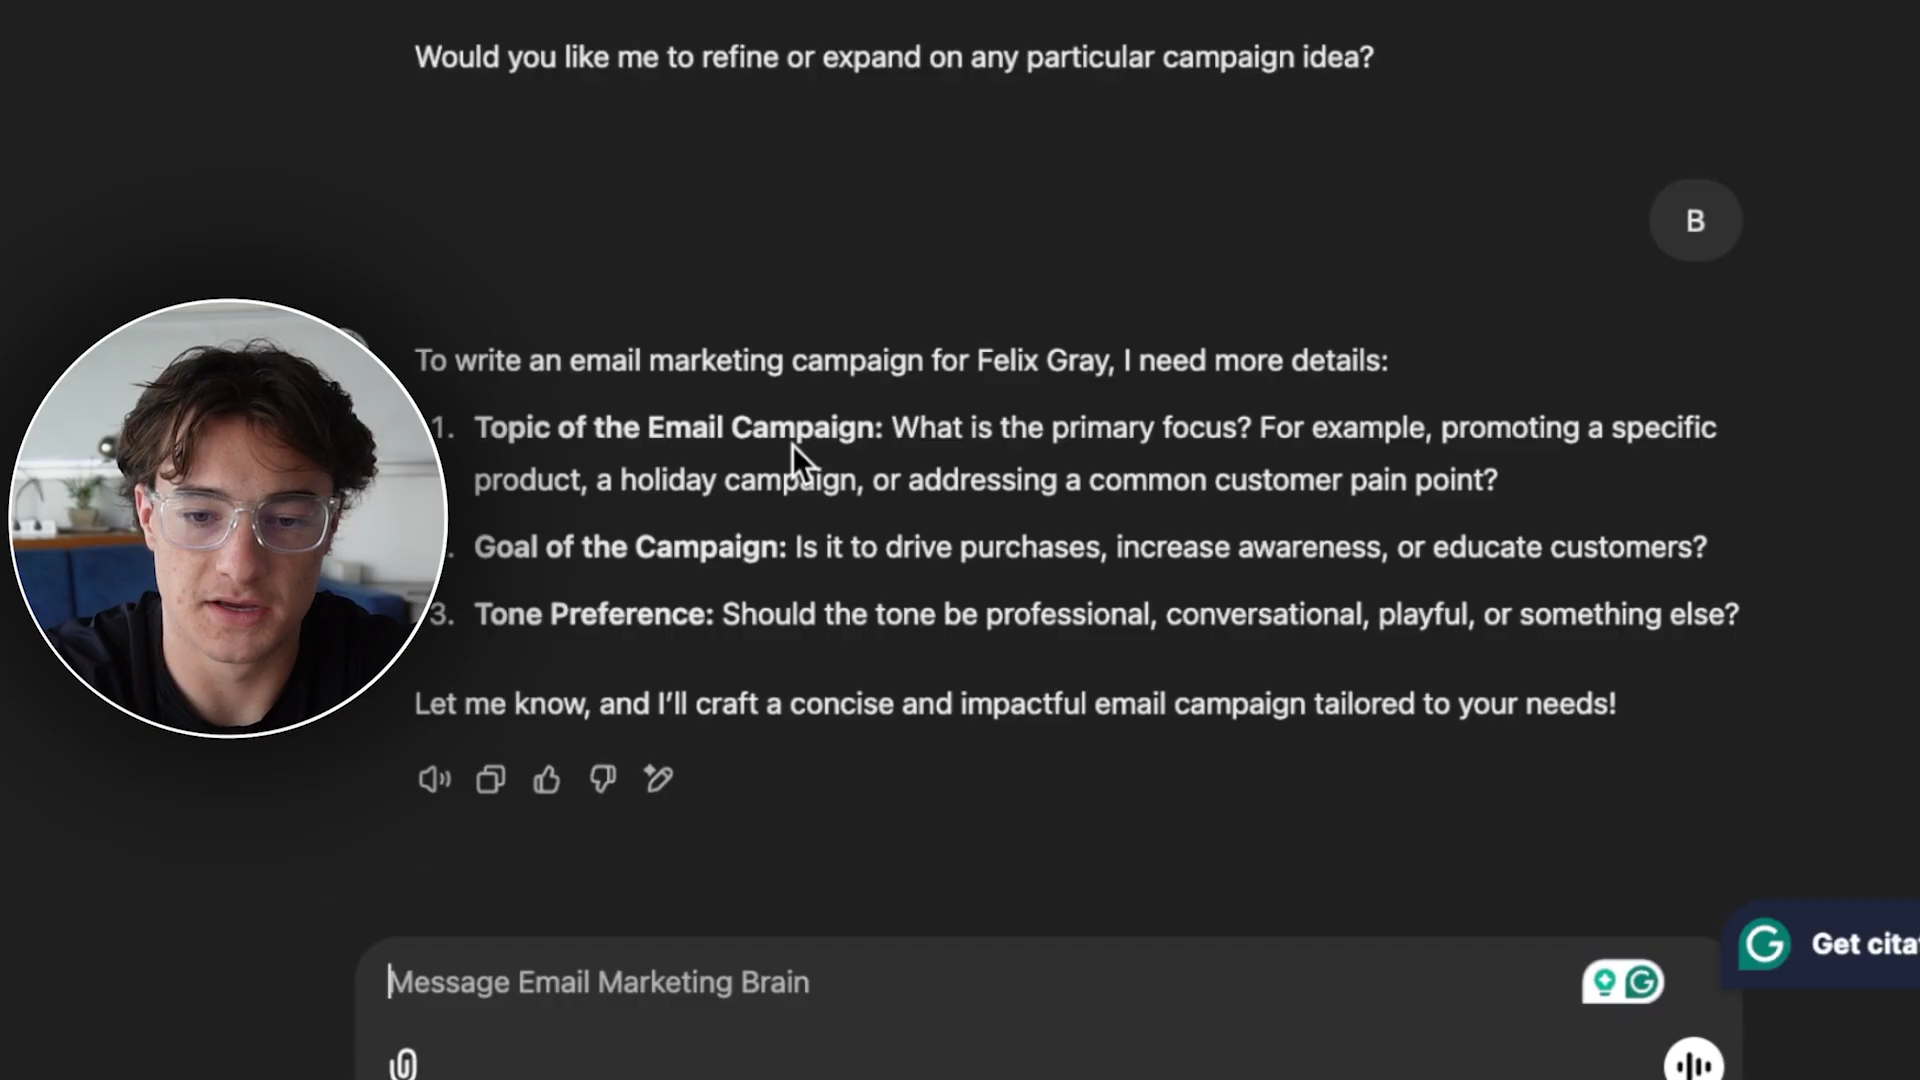 Would you like me to refine or expand on any particular campaign idea?
B
To write an email marketing campaign for Felix Gray, I need more details:
1. Topic of the Email Campaign: What is the primary focus? For example, promoting a specific
product, a holiday campaign, or addressing a common customer pain point?
. Goal of the Campaign: Is it to drive purchases, increase awareness, or educate customers?
3. Tone Preference: Should the tone be professional, conversational, playful, or something else?
Let me know, and I'll craft a concise and impactful email campaign tailored to your needs!
Get cita
Message Email Marketing Brain